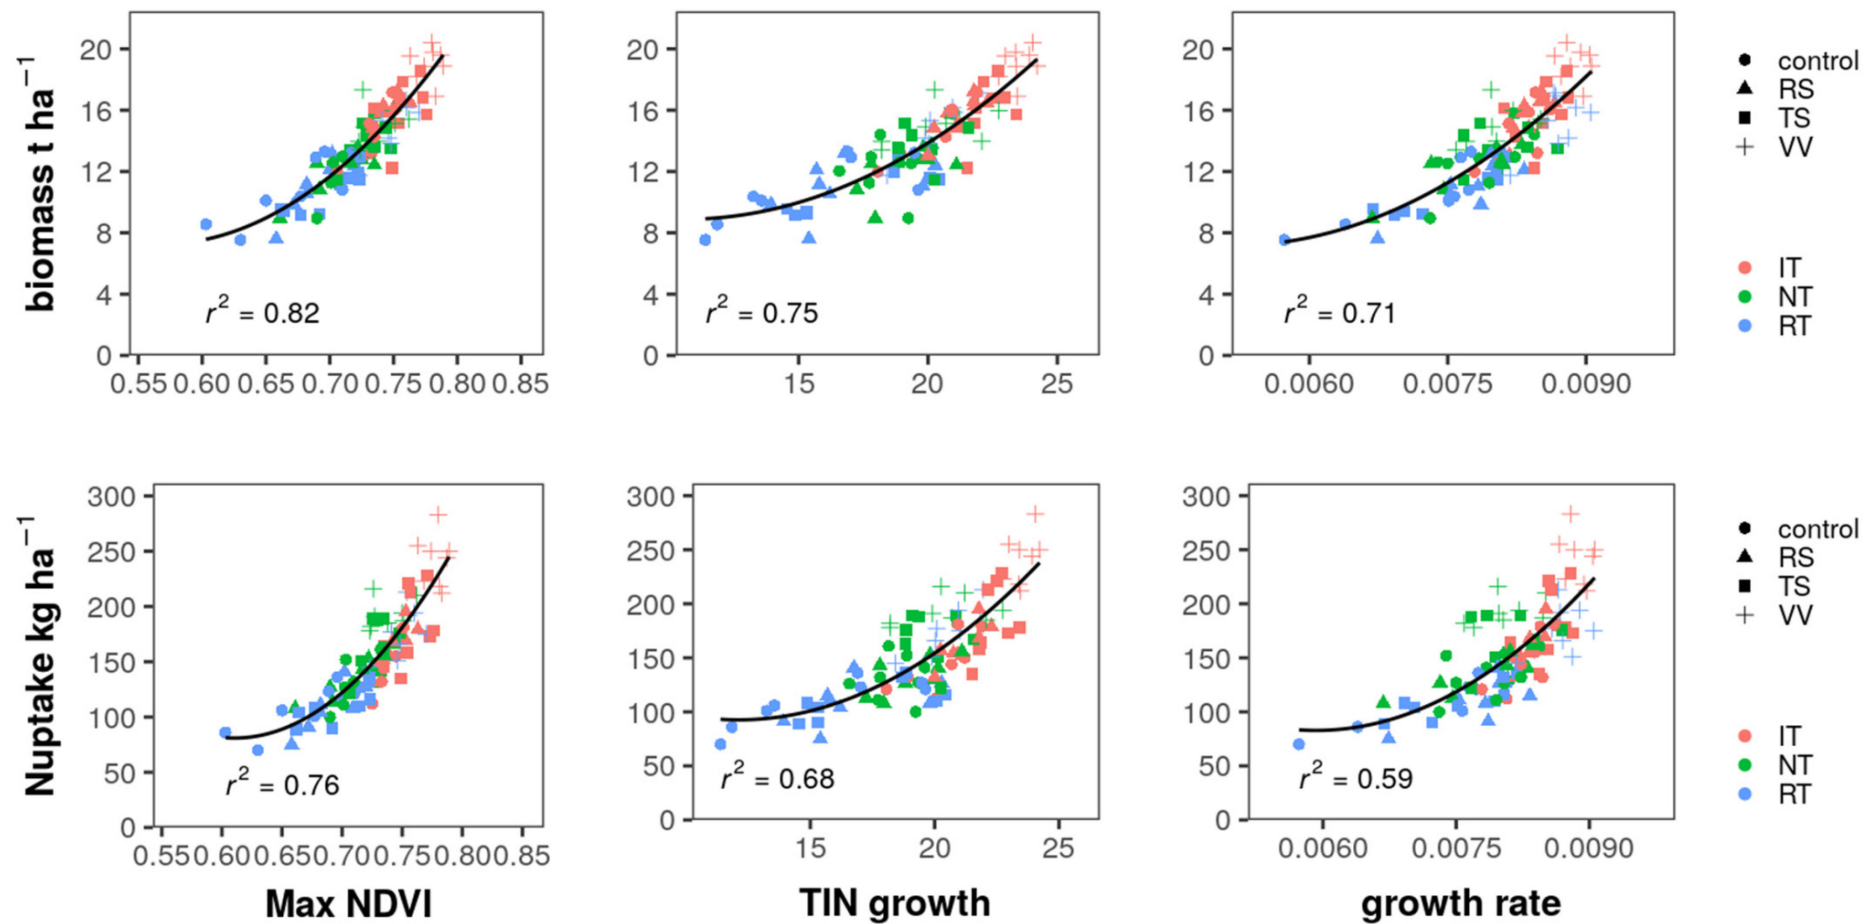 biomass t ha⁻¹
20
16
12
8
4
0
r² = 0.82
0.55 0.60 0.65 0.70 0.75 0.80 0.85
20
16
12
8
4
0
r² = 0.75
15 20 25
20
16
12
8
4
0
r² = 0.71
0.0060 0.0075 0.0090
control
RS
TS
VV
IT
NT
RT
Nuptake kg ha⁻¹
300
250
200
150
100
50
0
r² = 0.76
0.55 0.60 0.65 0.70 0.75 0.80 0.85
Max NDVI
300
250
200
150
100
50
0
r² = 0.68
15 20 25
TIN growth
300
250
200
150
100
50
0
r² = 0.59
0.0060 0.0075 0.0090
growth rate
control
RS
TS
VV
IT
NT
RT